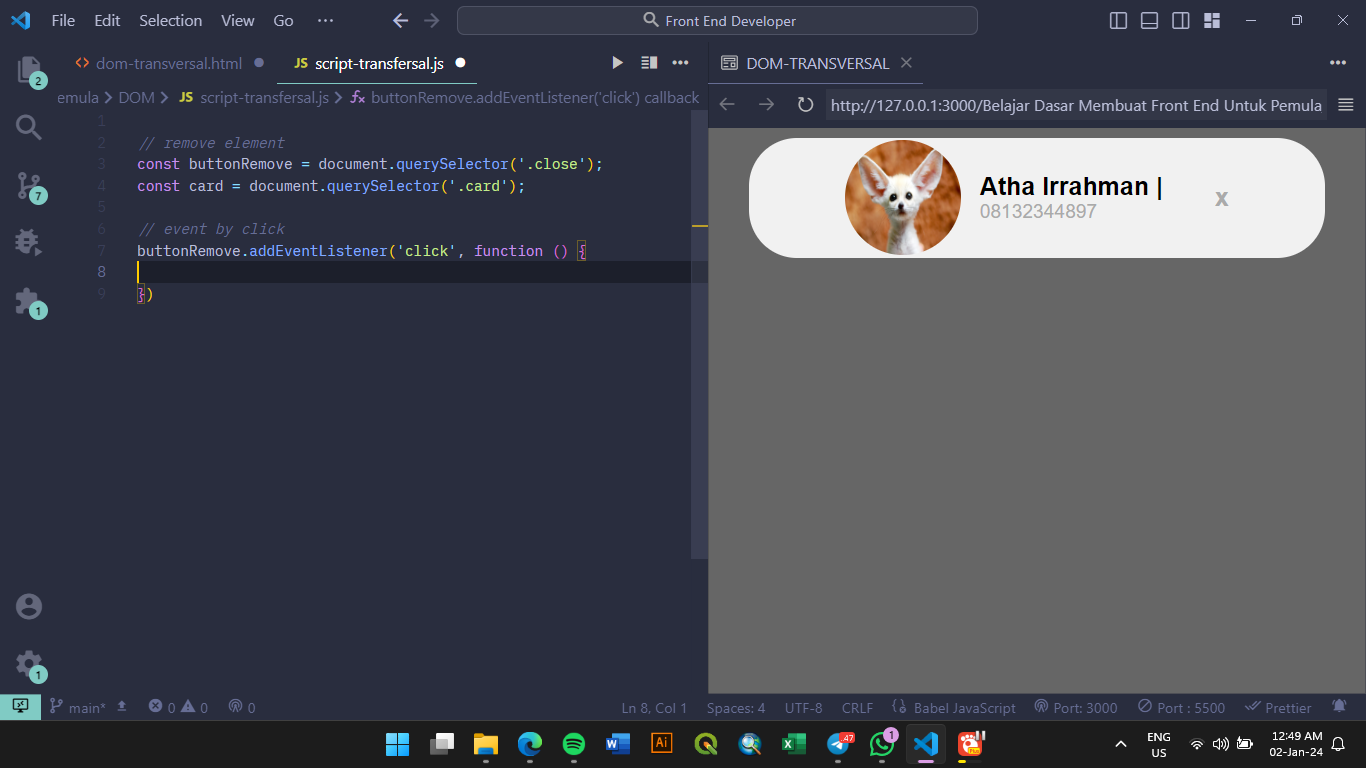 File Edit Selection View Go ··· Front End Developer
2
dom-transversal.html JS script-transfersal.js
emula > DOM > JS script-transfersal.js > buttonRemove.addEventListener('click') callback
1
2 // remove element
3 const buttonRemove = document.querySelector('.close');
4 const card = document.querySelector('.card');
5
6 // event by click
7 buttonRemove.addEventListener('click', function () {
8
9 })
7
1
1
DOM-TRANSVERSAL
http://127.0.0.1:3000/Belajar Dasar Membuat Front End Untuk Pemula
Atha Irrahman |
08132344897
x
main* 0 0 0 Ln 8, Col 1 Spaces: 4 UTF-8 CRLF Babel JavaScript Port: 3000 Port : 5500 Prettier
W Ai .47 1
ENG
US
12:49 AM
02-Jan-24